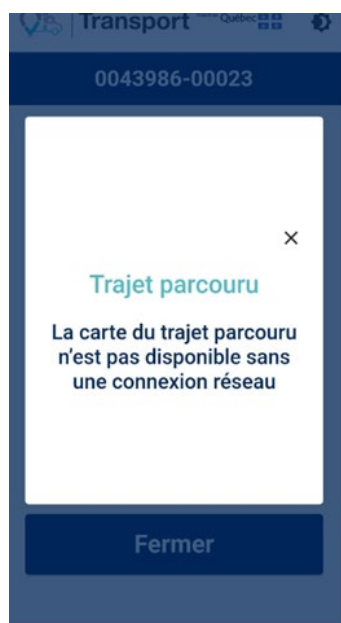 Transport Québec
0043986-00023
×
Trajet parcouru
La carte du trajet parcouru
n'est pas disponible sans
une connexion réseau
Fermer